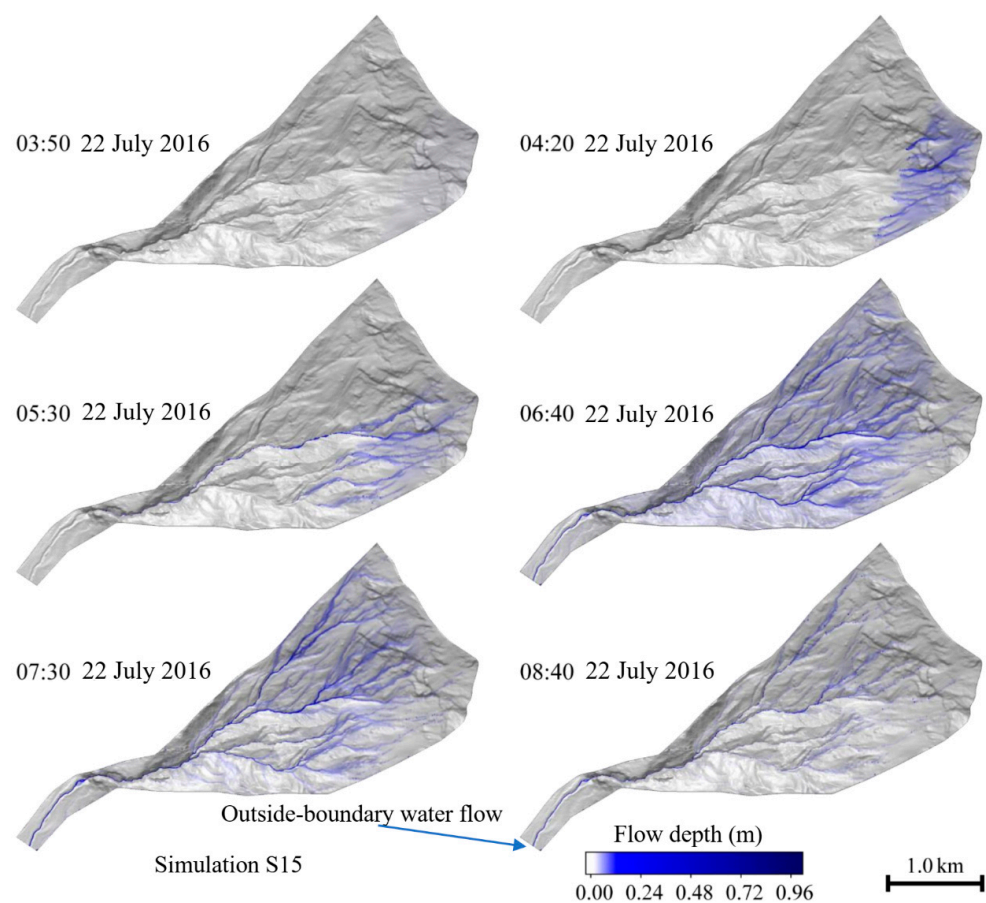 03:50 22 July 2016
04:20 22 July 2016
05:30 22 July 2016
06:40 22 July 2016
07:30 22 July 2016
08:40 22 July 2016
Outside-boundary water flow
Simulation S15
Flow depth (m)
0.00 0.24 0.48 0.72 0.96
1.0 km